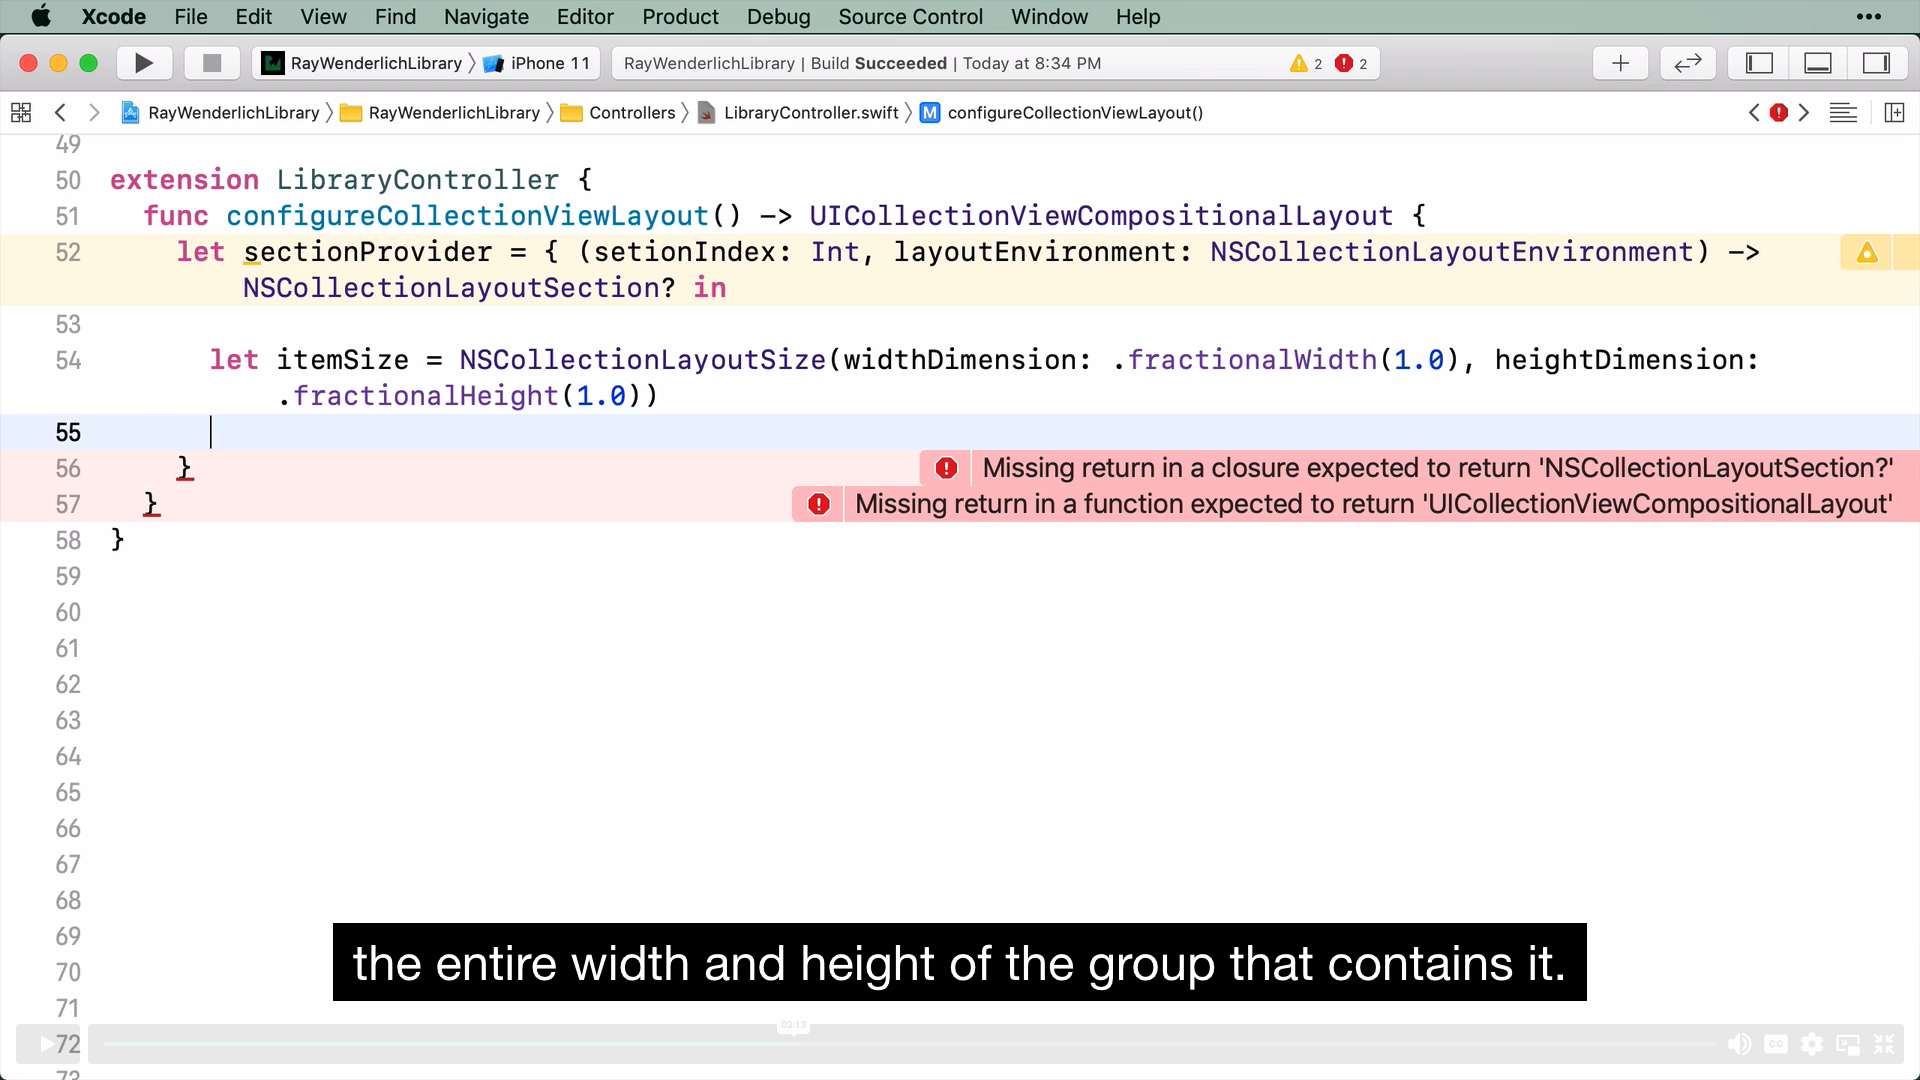 Xcode File Edit View Find Navigate Editor Product Debug Source Control Window Help •••
RayWenderlichLibrary 〉 iPhone 11 RayWenderlichLibrary | Build Succeeded | Today at 8:34 PM 2 2
RayWenderlichLibrary 〉 RayWenderlichLibrary 〉 Controllers 〉 LibraryController.swift 〉 M configureCollectionViewLayout()
49
50 extension LibraryController {
51 func configureCollectionViewLayout() -> UICollectionViewCompositionalLayout {
52 let sectionProvider = { (setionIndex: Int, layoutEnvironment: NSCollectionLayoutEnvironment) ->
NSCollectionLayoutSection? in
53
54 let itemSize = NSCollectionLayoutSize(widthDimension: .fractionalWidth(1.0), heightDimension:
.fractionalHeight(1.0))
55
56 } Missing return in a closure expected to return 'NSCollectionLayoutSection?'
57 } Missing return in a function expected to return 'UICollectionViewCompositionalLayout'
58 }
59
60
61
62
63
64
65
66
67
68
69
the entire width and height of the group that contains it.
70
71
03:13
72 CC
73